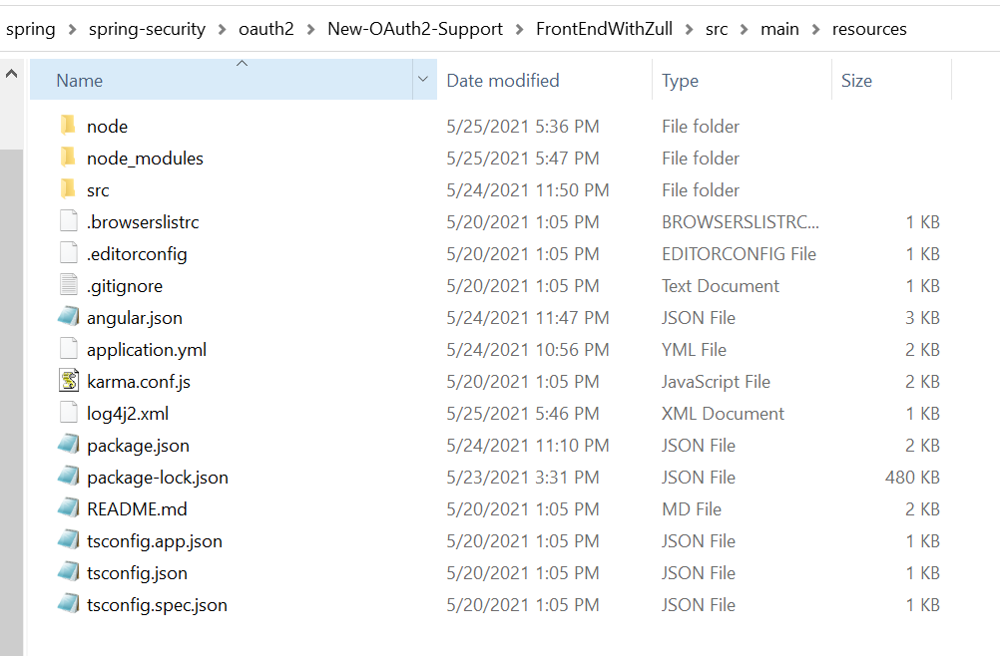 spring > spring-security > oauth2 > New-OAuth2-Support > FrontEndWithZull > src > main > resources
Name Date modified Type Size
node 5/25/2021 5:36 PM File folder
node_modules 5/25/2021 5:47 PM File folder
src 5/24/2021 11:50 PM File folder
.browserslistrc 5/20/2021 1:05 PM BROWSERSLISTRC... 1 KB
.editorconfig 5/20/2021 1:05 PM EDITORCONFIG File 1 KB
.gitignore 5/20/2021 1:05 PM Text Document 1 KB
angular.json 5/24/2021 11:47 PM JSON File 3 KB
application.yml 5/24/2021 10:56 PM YML File 2 KB
karma.conf.js 5/20/2021 1:05 PM JavaScript File 2 KB
log4j2.xml 5/25/2021 5:46 PM XML Document 1 KB
package.json 5/24/2021 11:10 PM JSON File 2 KB
package-lock.json 5/23/2021 3:31 PM JSON File 480 KB
README.md 5/20/2021 1:05 PM MD File 2 KB
tsconfig.app.json 5/20/2021 1:05 PM JSON File 1 KB
tsconfig.json 5/20/2021 1:05 PM JSON File 1 KB
tsconfig.spec.json 5/20/2021 1:05 PM JSON File 1 KB